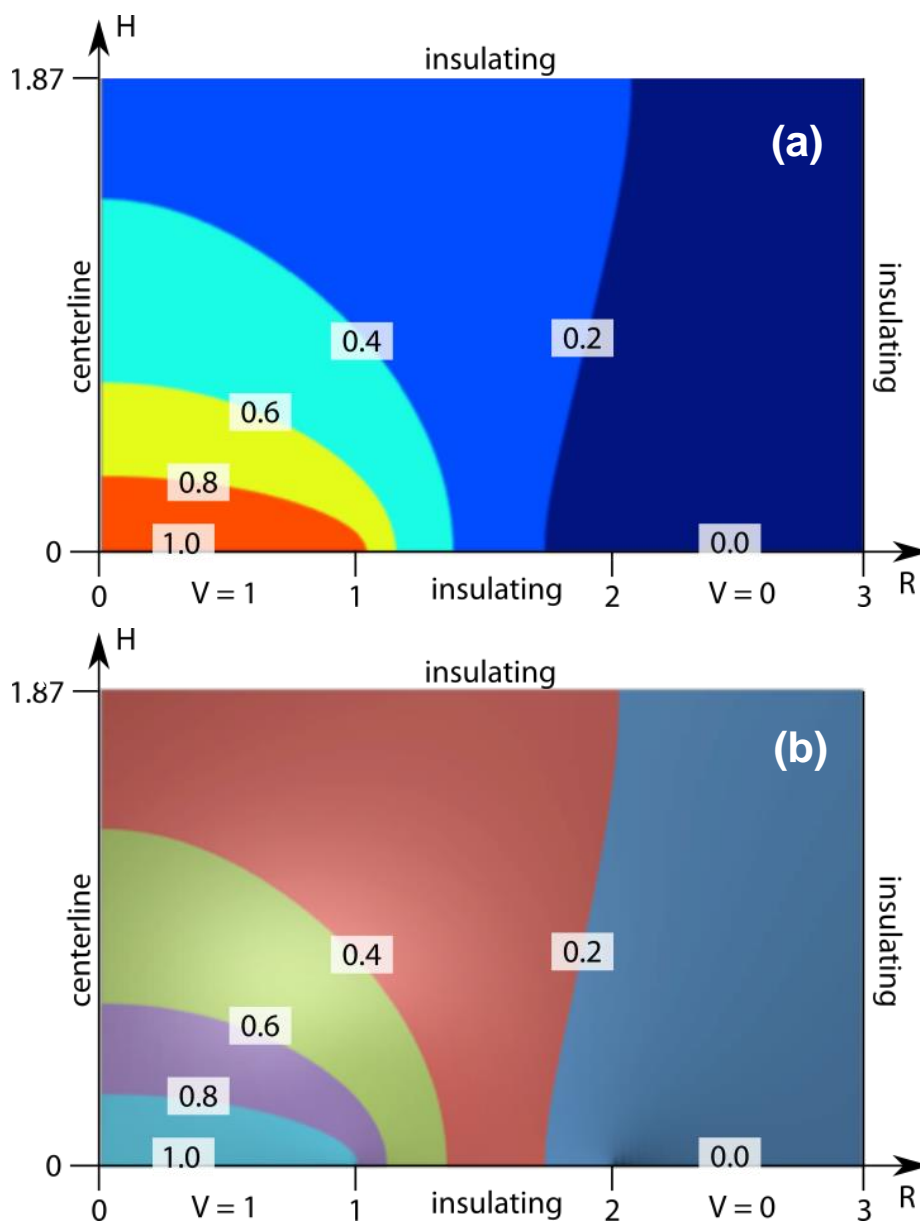 H
insulating
1.87
(a)
centerline
insulating
0.4
0.2
0.6
0.8
1.0
0.0
0
0
V = 1
1
insulating
2
V = 0
3
R
H
insulating
1.87
(b)
centerline
insulating
0.4
0.2
0.6
0.8
1.0
0.0
0
0
V = 1
1
insulating
2
V = 0
3
R